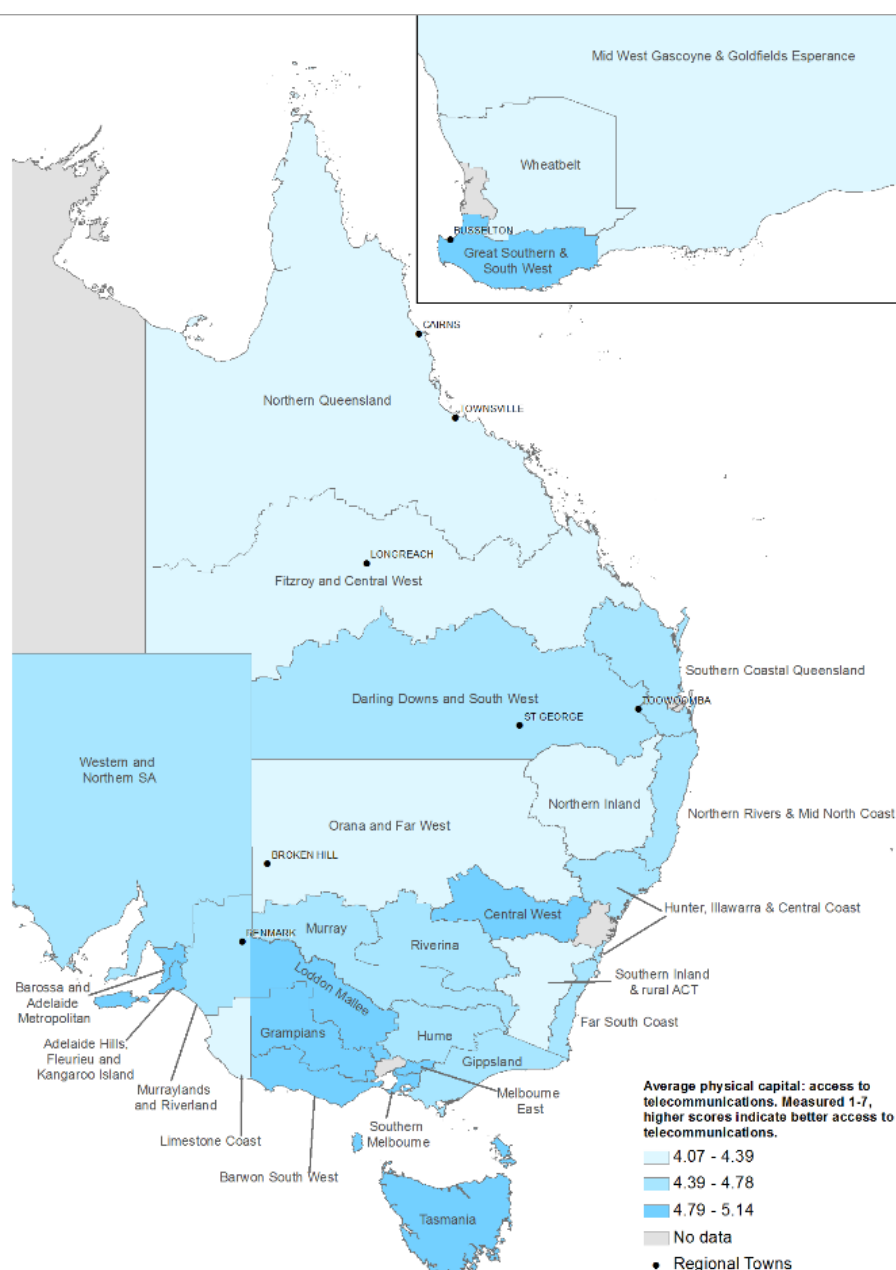 Mid West Gascoyne & Goldfields Esperance
Wheatbelt
BUSSELTON
Great Southern &
South West
CAIRNS
Northern Queensland
TOWNSVILLE
LONGREACH
Fitzroy and Central West
Southern Coastal Queensland
Darling Downs and South West
TOOWOOMBA
ST GEORGE
Western and
Northern SA
Northern Inland
Northern Rivers & Mid North Coast
Orana and Far West
BROKEN HILL
Central West
Hunter, Illawarra & Central Coast
Murray
RENMARK
Riverina
Loddon Mallee
Southern Inland
& rural ACT
Barossa and
Adelaide
Metropolitan
Far South Coast
Grampians
Hume
Adelaide Hills,
Fleurieu and
Kangaroo Island
Gippsland
Murraylands
and Riverland
Melbourne
East
Limestone Coast
Southern
Melbourne
Barwon South West
Tasmania
Average physical capital: access to
telecommunications. Measured 1-7,
higher scores indicate better access to
telecommunications.
4.07 - 4.39
4.39 - 4.78
4.79 - 5.14
No data
Regional Towns